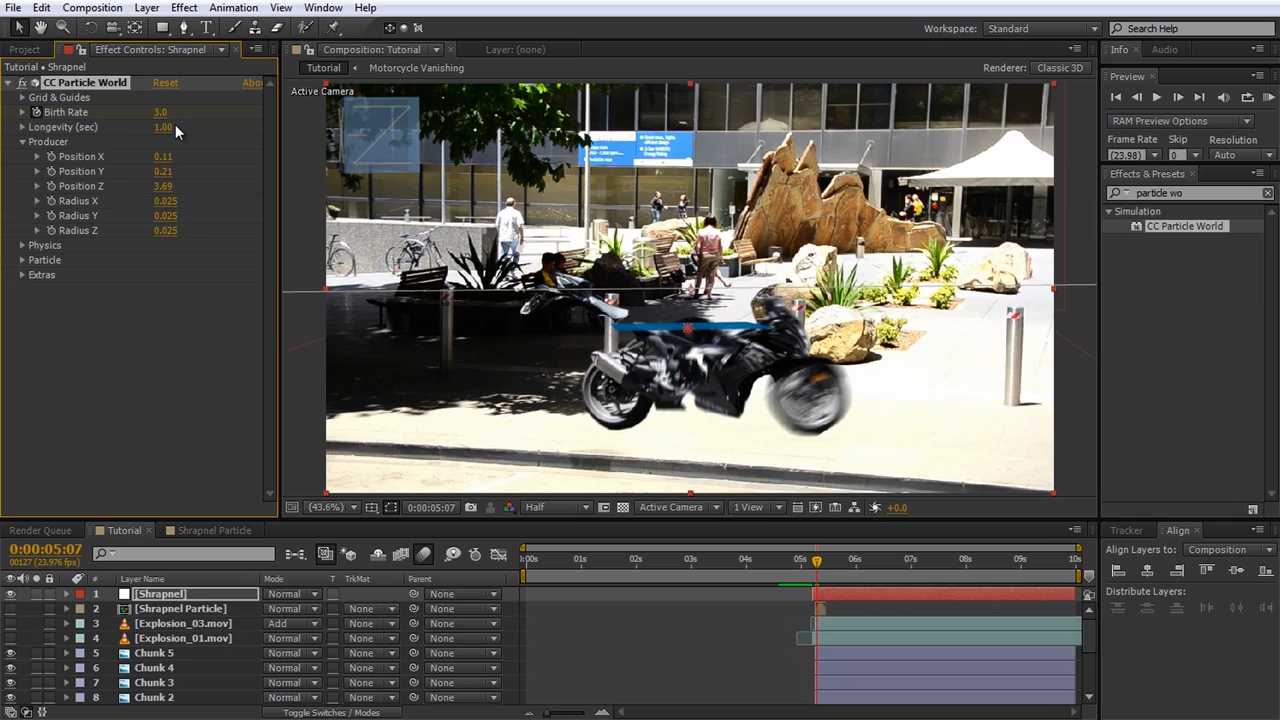 File Edit Composition Layer Effect Animation View Window Help
Workspace: Standard Search Help
Project Effect Controls: Shrapnel Composition: Tutorial Layer: (none) Info Audio
Tutorial • Shrapnel Tutorial Motorcycle Vanishing Renderer: Classic 3D
fx CC Particle World Reset Abo
Active Camera
Preview
Grid & Guides
Birth Rate 3.0
Longevity (sec) 1.00
Producer
Position X 0.11
Position Y 0.21
Position Z 3.69
Radius X 0.025
Radius Y 0.025
Radius Z 0.025
Physics
Particle
Extras
RAM Preview Options
Frame Rate Skip Resolution
(23.98) 0 Auto
Effects & Presets
particle wo
Simulation
CC Particle World
(43.6%) 0:00:05:07 Half Active Camera 1 View +0.0
Render Queue Tutorial Shrapnel Particle Tracker Align
0:00:05:07
00127 (23.976 fps)
:00s 01s 02s 03s 04s 05s 06s 07s 08s 09s 10s
Align Layers to: Composition
Distribute Layers:
# Layer Name Mode T TrkMat Parent
1 [Shrapnel] Normal None
2 [Shrapnel Particle] Normal None None
3 [Explosion_03.mov] Add None None
4 [Explosion_01.mov] Normal None None
5 Chunk 5 Normal None None
6 Chunk 4 Normal None None
7 Chunk 3 Normal None None
8 Chunk 2 Normal None None
Toggle Switches / Modes